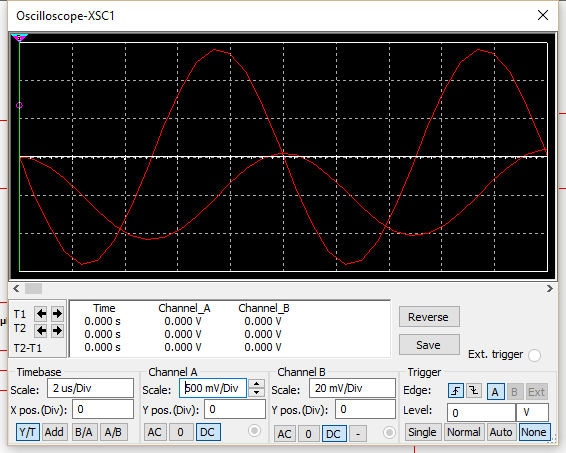 Oscilloscope-XSC1
T1
T2
T2-T1
Time Channel_A Channel_B
0.000 s 0.000 V 0.000 V
0.000 s 0.000 V 0.000 V
0.000 s 0.000 V 0.000 V
Reverse
Save
Ext. trigger
Timebase
Scale: 2 us/Div
X pos.(Div): 0
Y/T Add B/A A/B
Channel A
Scale: 500 mV/Div
Y pos.(Div): 0
AC 0 DC
Channel B
Scale: 20 mV/Div
Y pos.(Div): 0
AC 0 DC -
Trigger
Edge: A B Ext
Level: 0 V
Single Normal Auto None